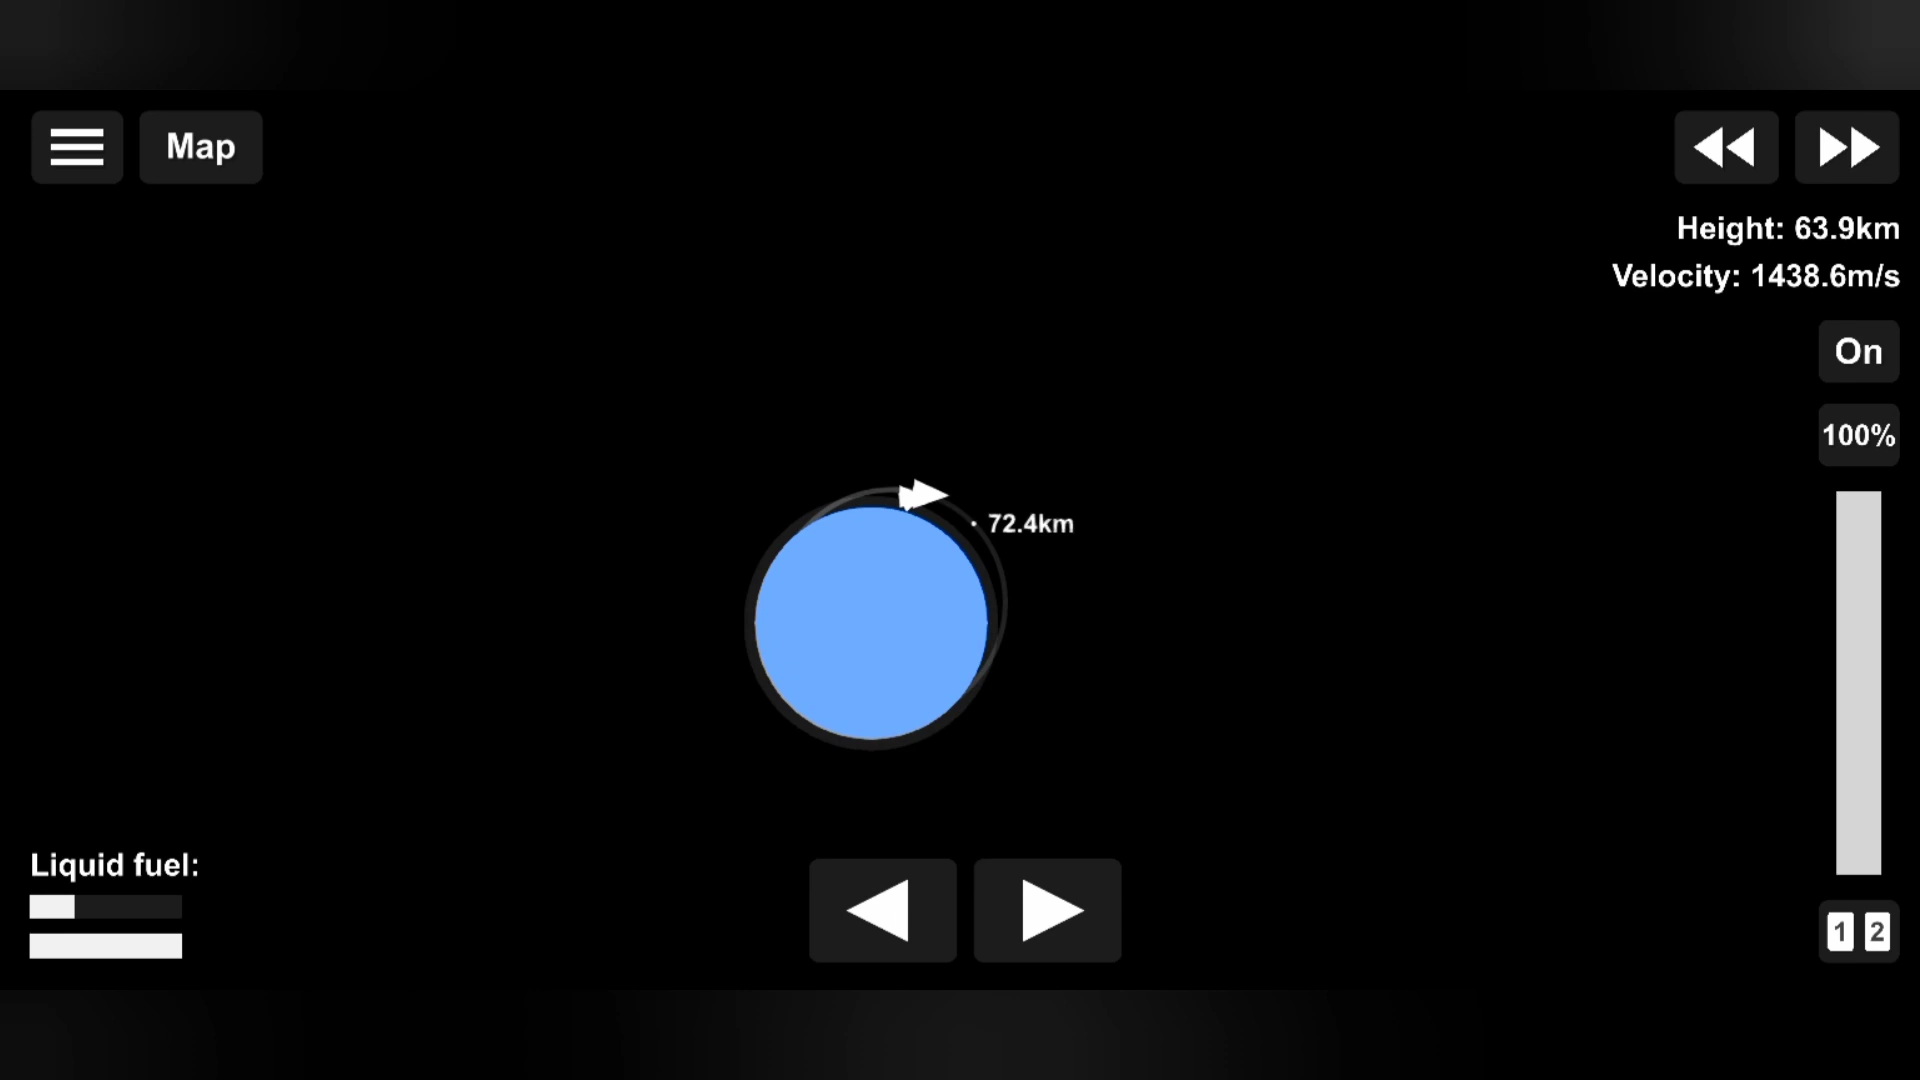 Map
Height: 63.9km
Velocity: 1438.6m/s
On
100%
72.4km
Liquid fuel:
1 2